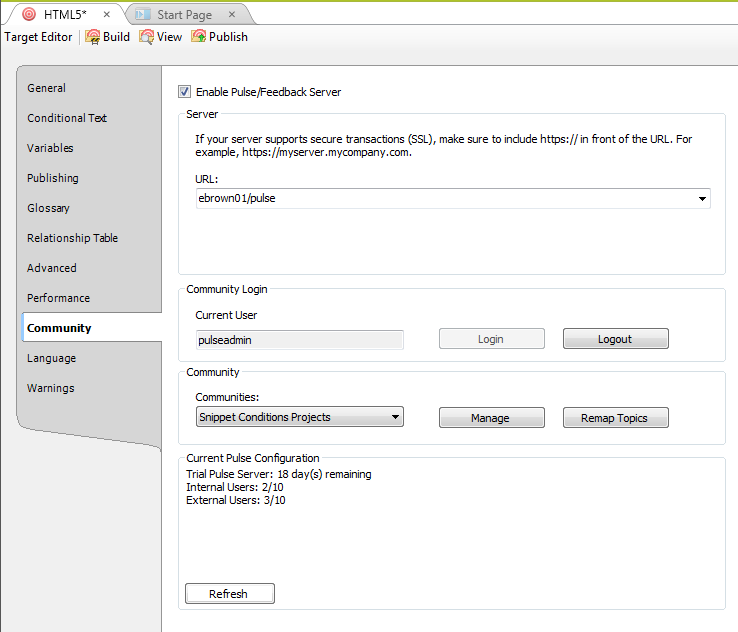 HTML5* × Start Page ×
Target Editor Build View Publish
General
Conditional Text
Variables
Publishing
Glossary
Relationship Table
Advanced
Performance
Community
Language
Warnings
Enable Pulse/Feedback Server
Server
If your server supports secure transactions (SSL), make sure to include https:// in front of the URL. For
example, https://myserver.mycompany.com.
URL:
ebrown01/pulse
Community Login
Current User
pulseadmin Login Logout
Community
Communities:
Snippet Conditions Projects Manage Remap Topics
Current Pulse Configuration
Trial Pulse Server: 18 day(s) remaining
Internal Users: 2/10
External Users: 3/10
Refresh